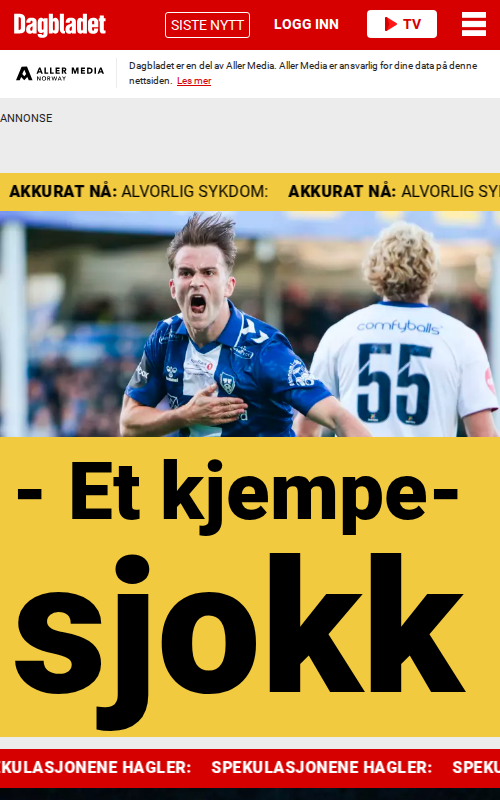 Dagbladet
SISTE NYTT
LOGG INN
TV
ALLER MEDIA
NORWAY
Dagbladet er en del av Aller Media. Aller Media er ansvarlig for dine data på denne
nettsiden. Les mer
ANNONSE
AKKURAT NÅ: ALVORLIG SYKDOM: AKKURAT NÅ: ALVORLIG SY
comfyballs
55
- Et kjempe-
sjokk
KULASJONENE HAGLER: SPEKULASJONENE HAGLER: SPEKU